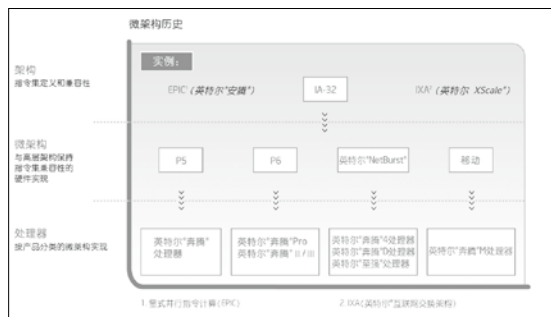 微架构历史
实例：
架构
指令集定义和兼容性
EPIC¹ (英特尔®安腾®)
IA-32
IXA² (英特尔 XScale®)
微架构
与高层架构保持
指令集兼容性的
硬件实现
P5
P6
英特尔®NetBurst®
移动
处理器
按产品分类的微架构实现
英特尔®奔腾®
处理器
英特尔®奔腾®Pro
英特尔®奔腾®II/III
英特尔®奔腾®4处理器
英特尔®奔腾®D处理器
英特尔®至强®处理器
英特尔®奔腾®M处理器
1.显式并行指令计算(EPIC)
2.IXA(英特尔®互联网交换架构)